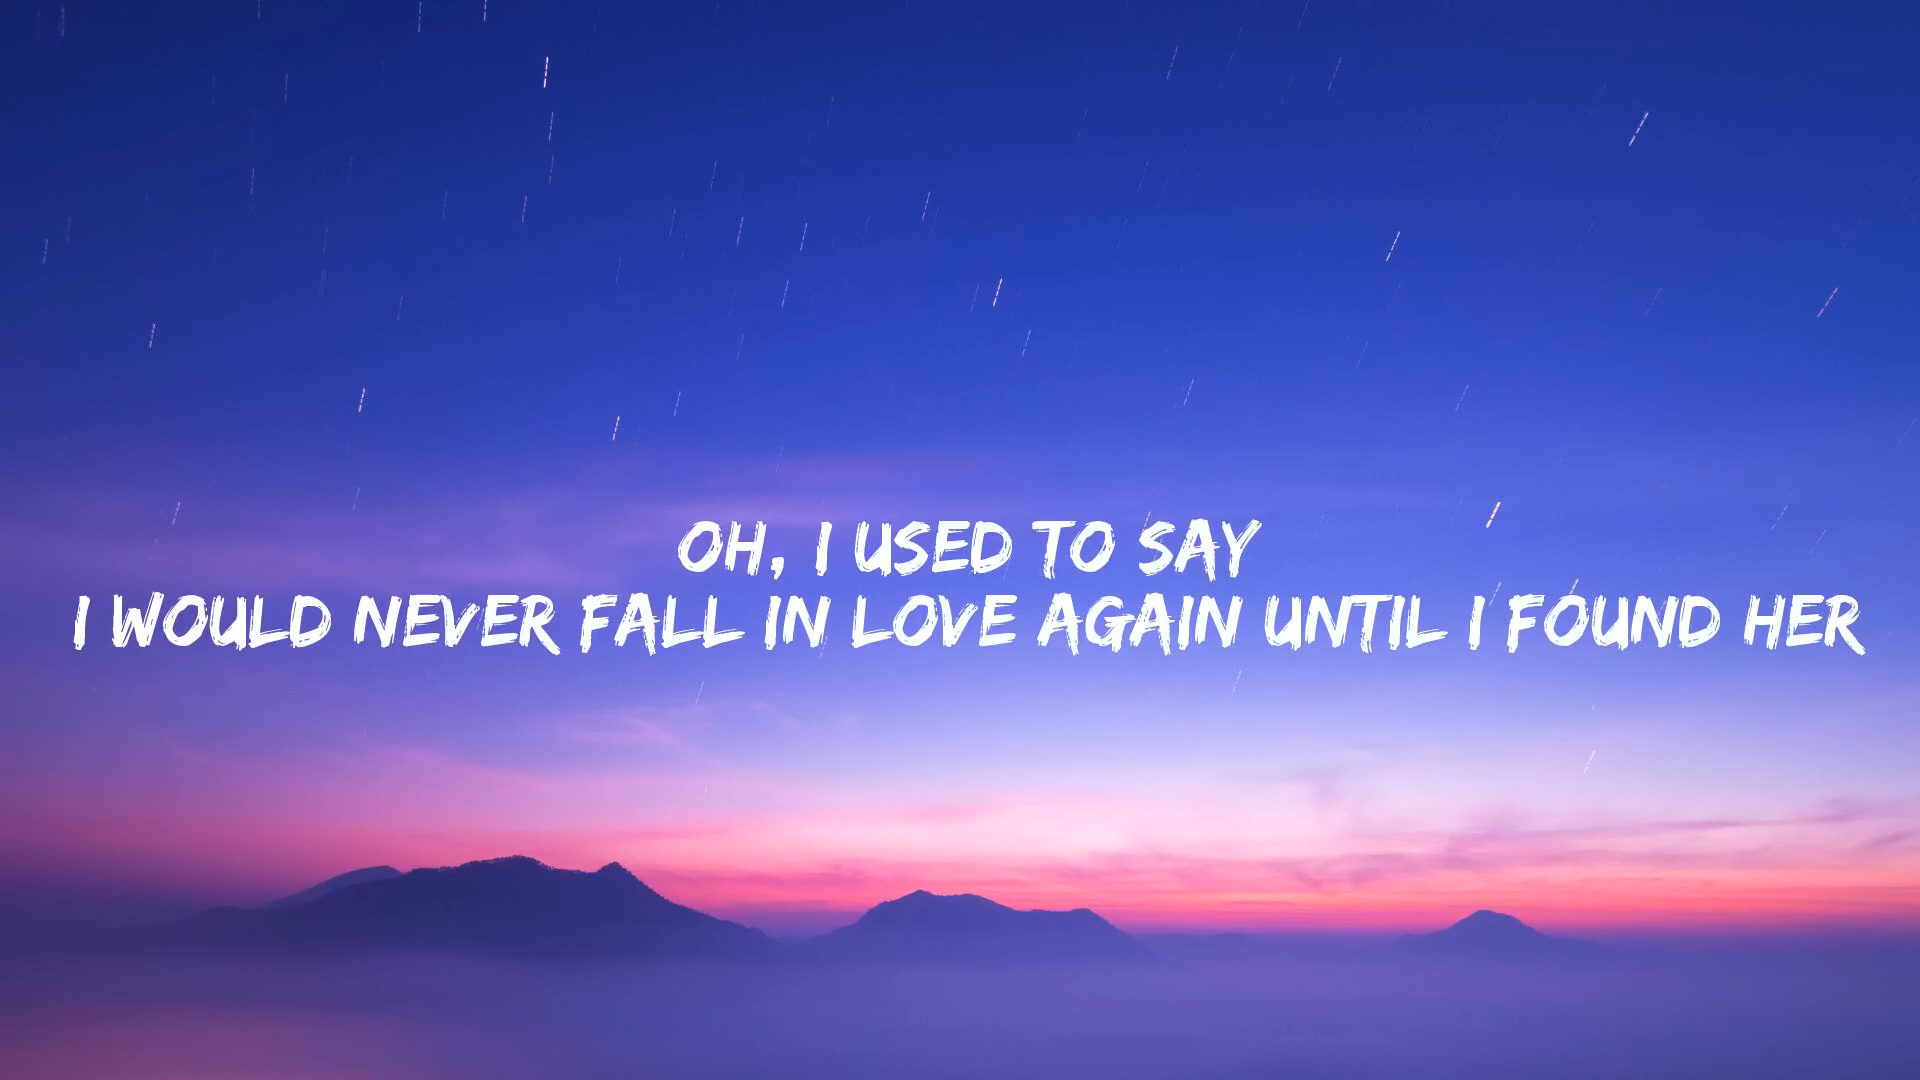 OH, I USED TO SAY
I WOULD NEVER FALL IN LOVE AGAIN UNTIL I FOUND HER